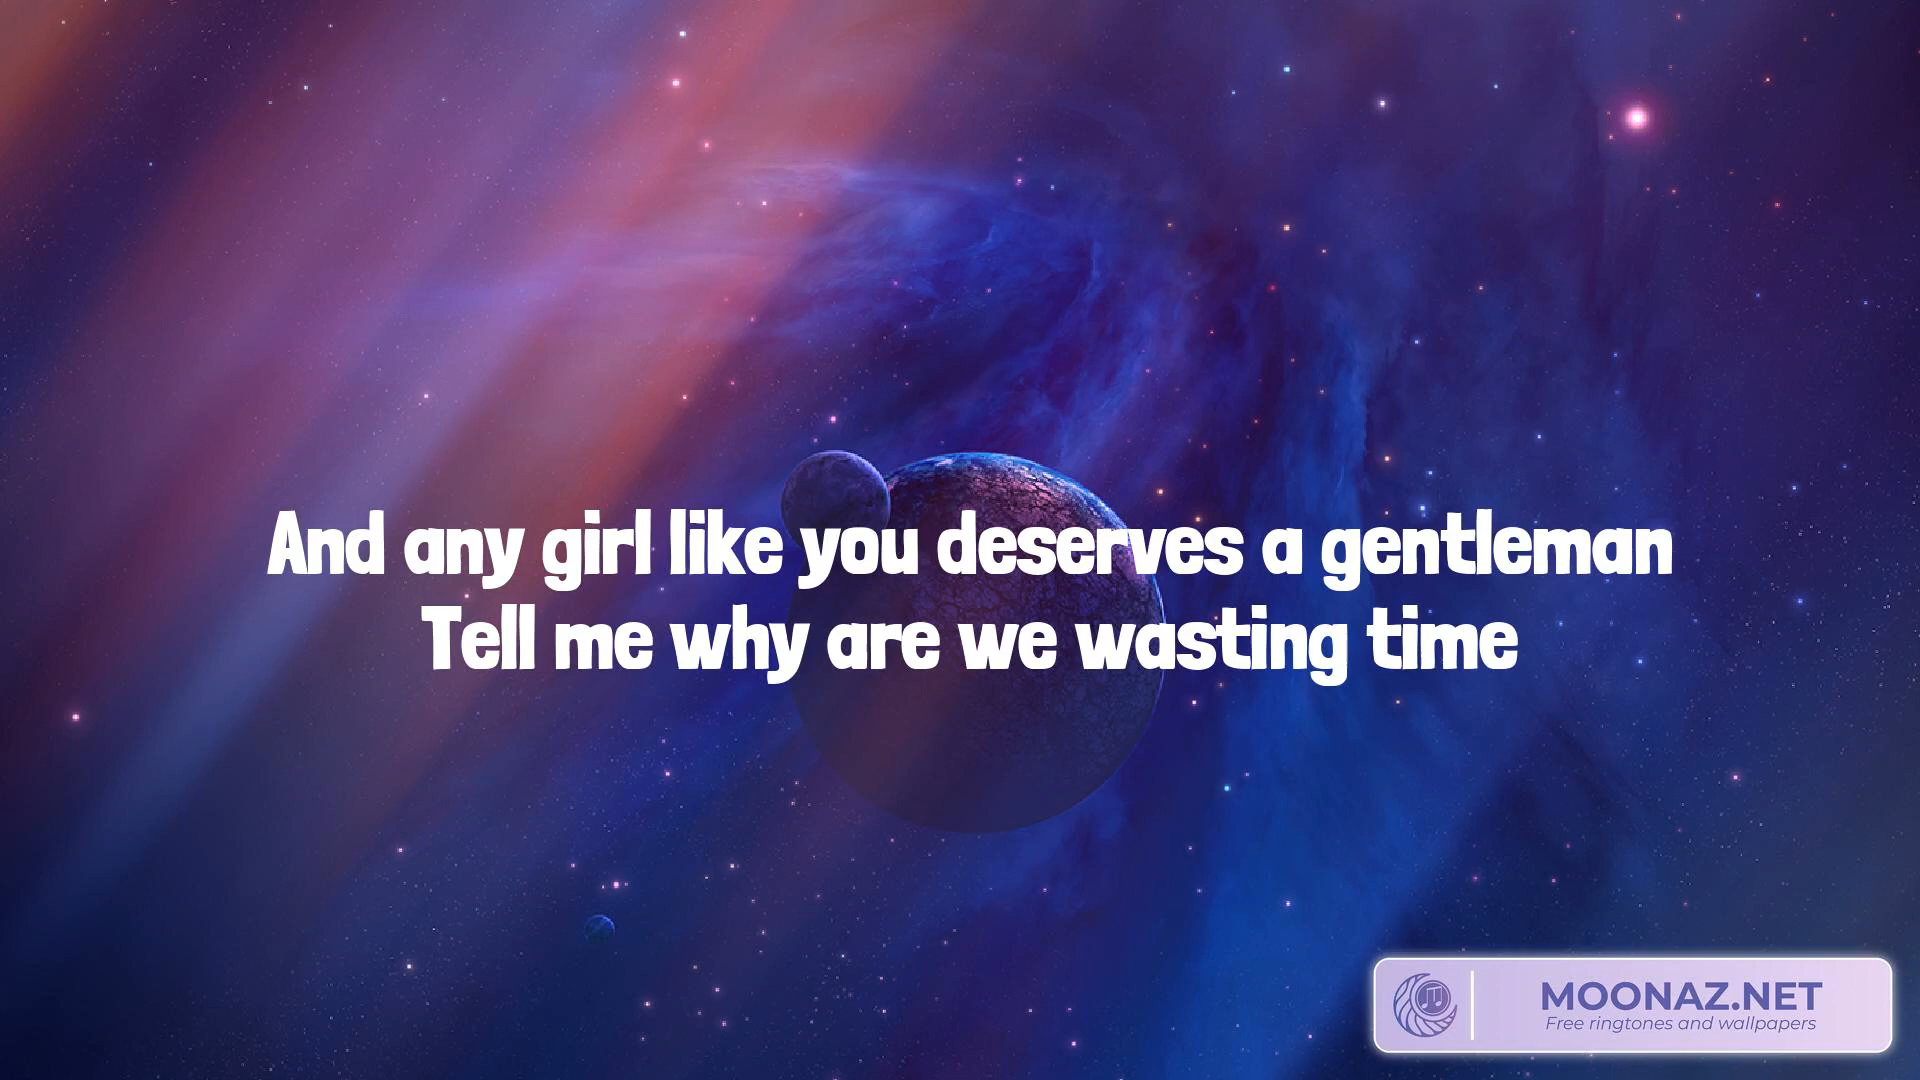 And any girl like you deserves a gentleman
Tell me why are we wasting time
MOONAZ.NET
Free ringtones and wallpapers